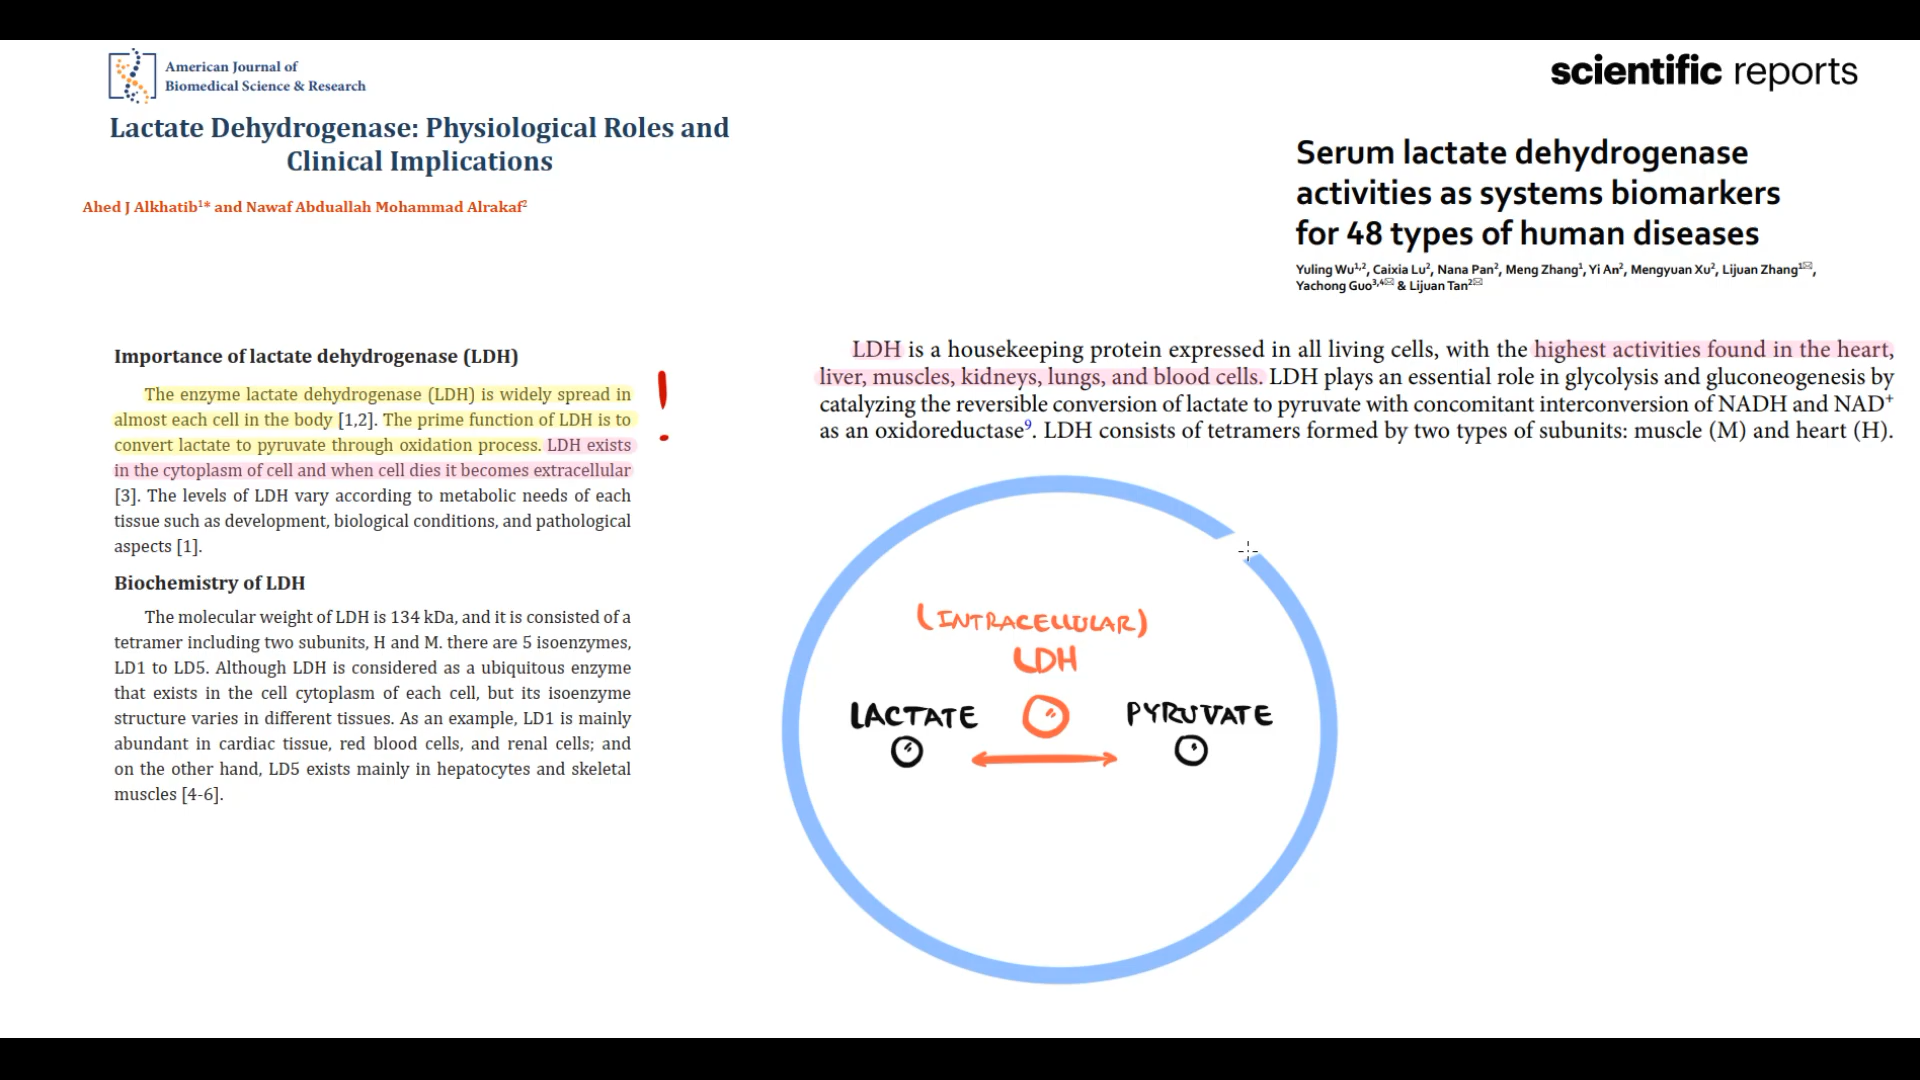 American Journal of
Biomedical Science & Research
Lactate Dehydrogenase: Physiological Roles and
Clinical Implications
Ahed J Alkhatib¹* and Nawaf Abduallah Mohammad Alrakaf²
Importance of lactate dehydrogenase (LDH)
The enzyme lactate dehydrogenase (LDH) is widely spread in
almost each cell in the body [1,2]. The prime function of LDH is to
convert lactate to pyruvate through oxidation process. LDH exists
in the cytoplasm of cell and when cell dies it becomes extracellular
[3]. The levels of LDH vary according to metabolic needs of each
tissue such as development, biological conditions, and pathological
aspects [1].
!
Biochemistry of LDH
The molecular weight of LDH is 134 kDa, and it is consisted of a
tetramer including two subunits, H and M. there are 5 isoenzymes,
LD1 to LD5. Although LDH is considered as a ubiquitous enzyme
that exists in the cell cytoplasm of each cell, but its isoenzyme
structure varies in different tissues. As an example, LD1 is mainly
abundant in cardiac tissue, red blood cells, and renal cells; and
on the other hand, LD5 exists mainly in hepatocytes and skeletal
muscles [4-6].
scientific reports
Serum lactate dehydrogenase
activities as systems biomarkers
for 48 types of human diseases
Yuling Wu¹,², Caixia Lu², Nana Pan², Meng Zhang¹, Yi An², Mengyuan Xu², Lijuan Zhang¹✉,
Yachong Guo³,⁴✉ & Lijuan Tan²✉
LDH is a housekeeping protein expressed in all living cells, with the highest activities found in the heart,
liver, muscles, kidneys, lungs, and blood cells. LDH plays an essential role in glycolysis and gluconeogenesis by
catalyzing the reversible conversion of lactate to pyruvate with concomitant interconversion of NADH and NAD⁺
as an oxidoreductase⁹. LDH consists of tetramers formed by two types of subunits: muscle (M) and heart (H).
(INTRACELLULAR)
LDH
LACTATE
PYRUVATE